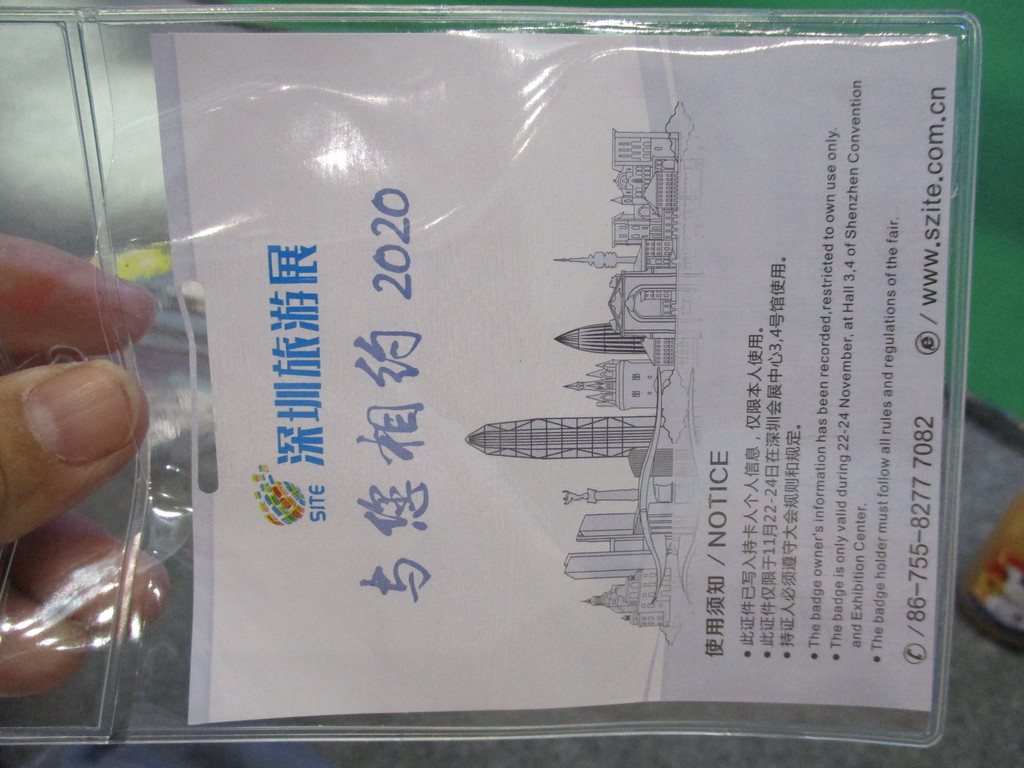 SITE 深圳旅游展
与您相约 2020
使用须知 / NOTICE
• 此证件已写入持卡人个人信息，仅限本人使用。
• 此证件仅限于11月22-24日在深圳会展中心3,4号馆使用。
• 持证人必须遵守大会规则和规定。
• The badge owner's information has been recorded,restricted to own use only.
• The badge is only valid during 22-24 November, at Hall 3,4 of Shenzhen Convention
and Exhibition Center.
• The badge holder must follow all rules and regulations of the fair.
/ 86-755-8277 7082 e / www.szite.com.cn